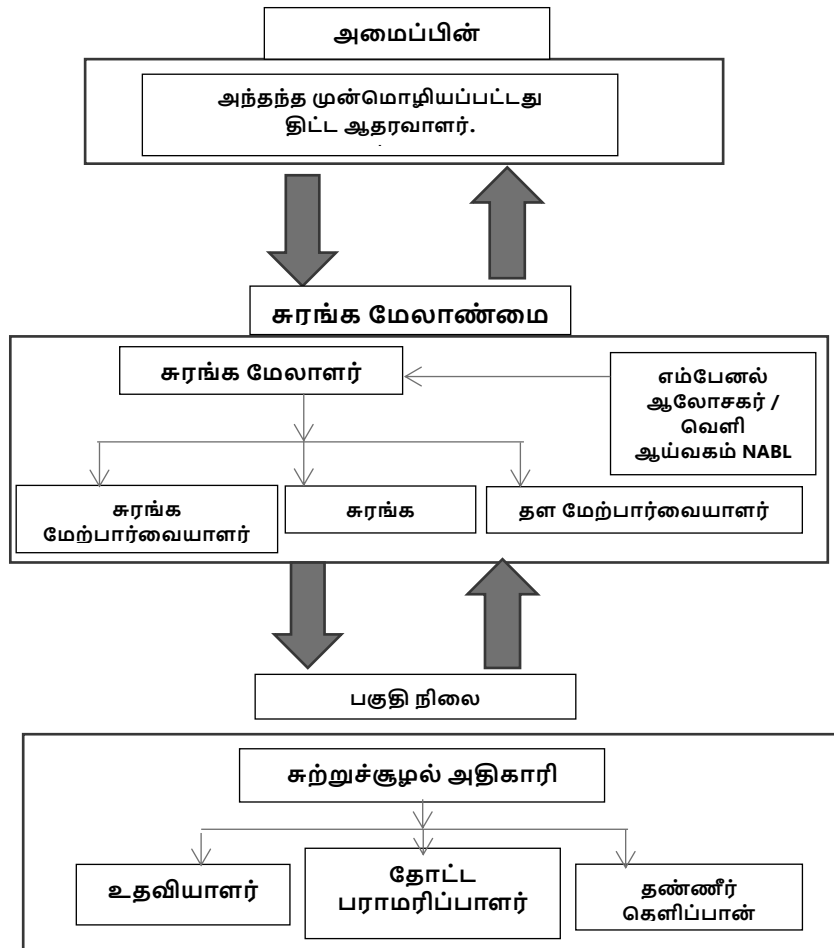 அமைப்பின்
அந்தந்த முன்மொழியப்பட்டது
திட்ட ஆதரவாளர்.
சுரங்க மேலாண்மை
சுரங்க மேலாளர்
எம்பேனல்
ஆலோசகர் /
வெளி
ஆய்வகம் NABL
சுரங்க
மேற்பார்வையாளர்
சுரங்க
தள மேற்பார்வையாளர்
பகுதி நிலை
சுற்றுச்சூழல் அதிகாரி
உதவியாளர்
தோட்ட
பராமரிப்பாளர்
தண்ணீர்
கெளிப்பான்